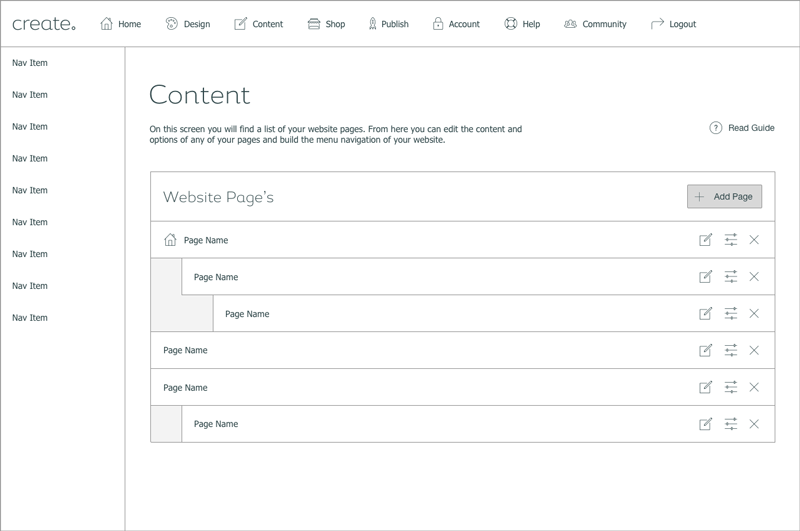 create.
Home
Design
Content
Shop
Publish
Account
Help
Community
Logout
Nav Item
Nav Item
Nav Item
Nav Item
Nav Item
Nav Item
Nav Item
Nav Item
Nav Item
Content
On this screen you will find a list of your website pages. From here you can edit the content and
options of any of your pages and build the menu navigation of your website.
? Read Guide
Website Page's
+ Add Page
Page Name
Page Name
Page Name
Page Name
Page Name
Page Name